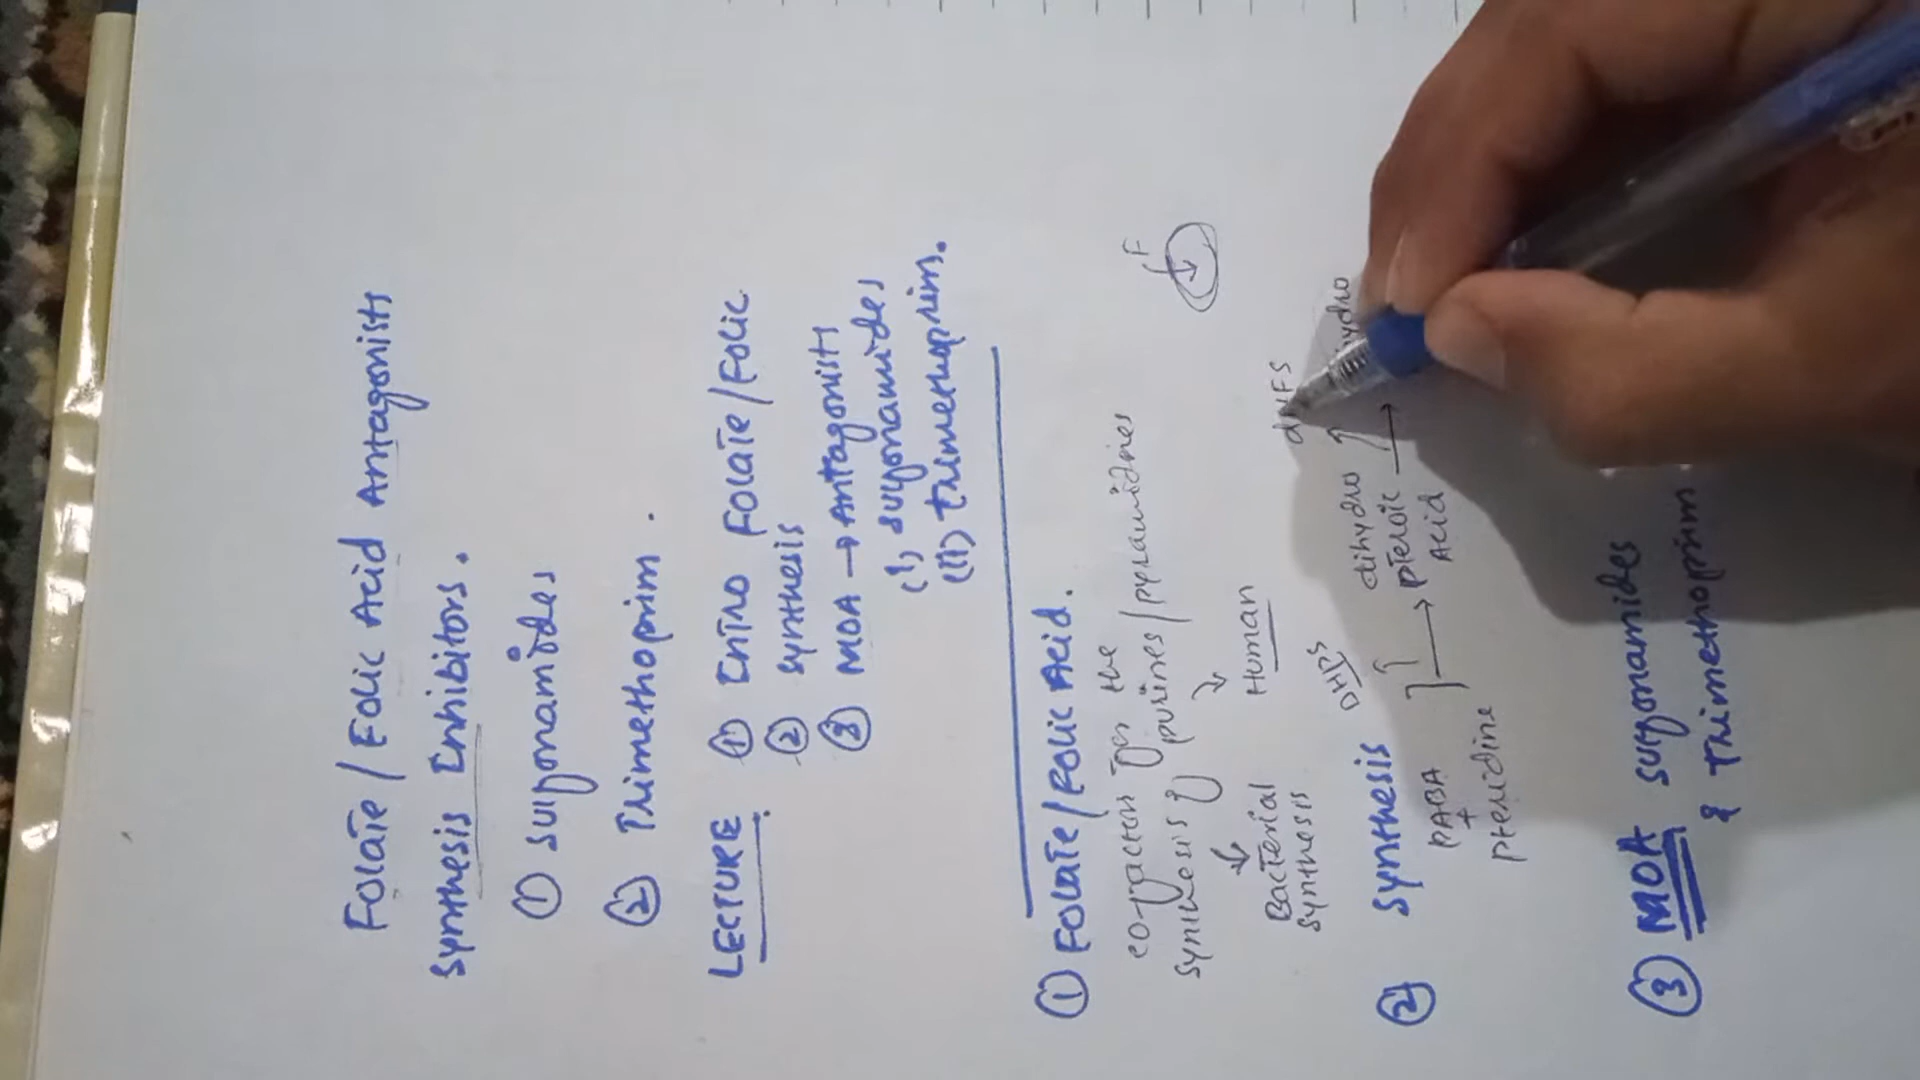 Folate / Folic Acid Antagonists
synthesis Inhibitors.
① sulfonamides
② Trimethoprim.
LECTURE ① Intro Folate/Folic
② synthesis
③ MOA → Antagonists
(i) sulfonamides
(ii) trimethoprim.
① Folate/Folic Acid.
co-factor for the
synthesis of purines/pyramidines
F
Human
Bacterial
synthesis
② synthesis
DHPS
PABA
+
pteridine
dihydro
pteroic
Acid
③ MOA sulfonamides
& Trimethoprim